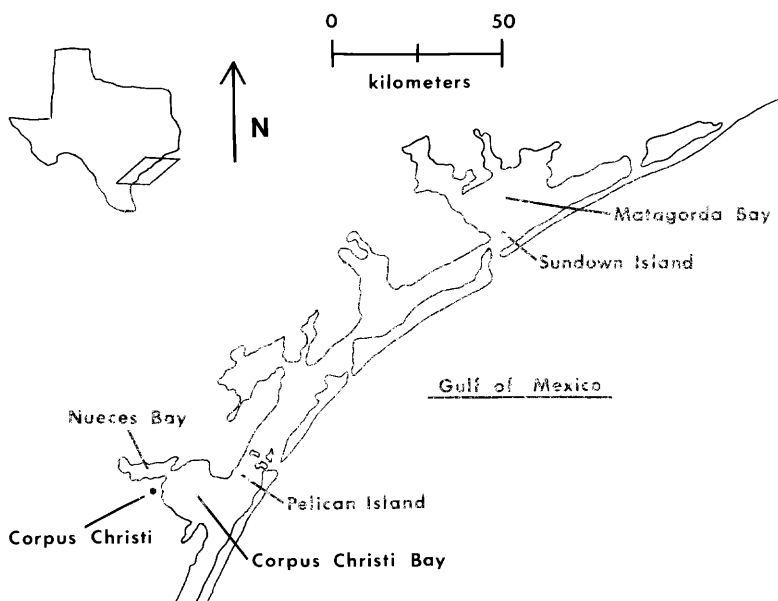 0 50
kilometers
N
Matagorda Bay
Sundown Island
Gulf of Mexico
Nueces Bay
Pelican Island
Corpus Christi
Corpus Christi Bay